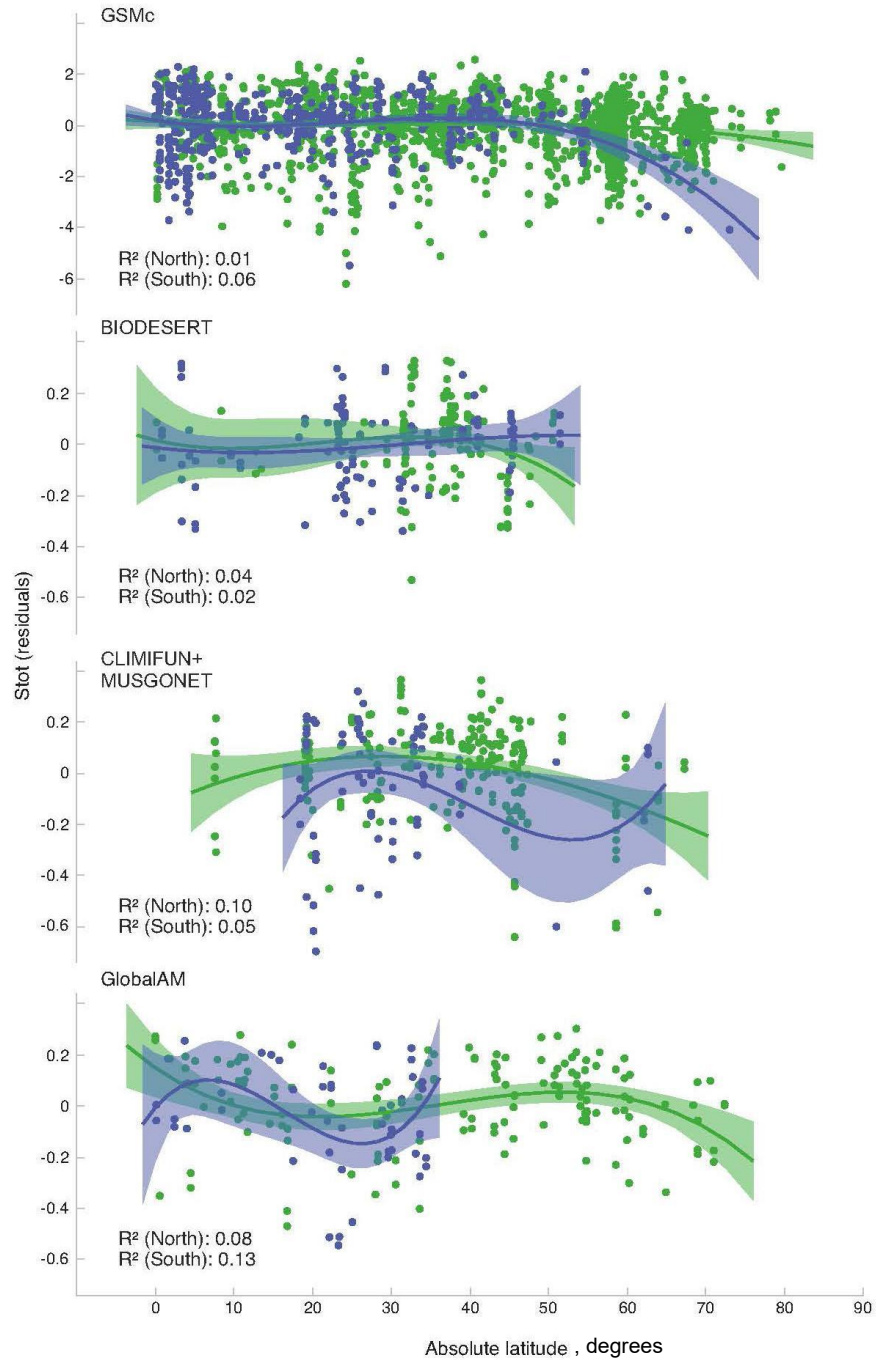 GSMc
2
0
-2
-4
-6
R² (North): 0.01
R² (South): 0.06
BIODESERT
0.2
0
-0.2
-0.4
-0.6
R² (North): 0.04
R² (South): 0.02
Stot (residuals)
CLIMIFUN+
MUSGONET
0.2
0
-0.2
-0.4
-0.6
R² (North): 0.10
R² (South): 0.05
GlobalAM
0.2
0
-0.2
-0.4
-0.6
R² (North): 0.08
R² (South): 0.13
0 10 20 30 40 50 60 70 80 90
Absolute latitude , degrees